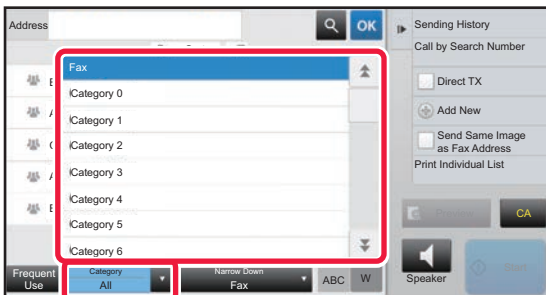 Address
OK
Sending History
Call by Search Number
Fax
Category 0
Category 1
Category 2
Category 3
Category 4
Category 5
Category 6
Direct TX
Add New
Send Same Image
as Fax Address
Print Individual List
CA
Speaker
Start
Frequent
Use
Category
All
Narrow Down
Fax
ABC
W